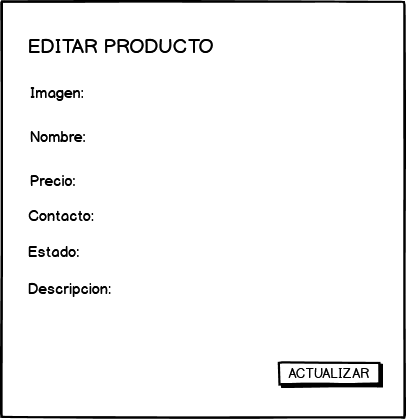 EDITAR PRODUCTO
Imagen:
Nombre:
Precio:
Contacto:
Estado:
Descripcion:
ACTUALIZAR